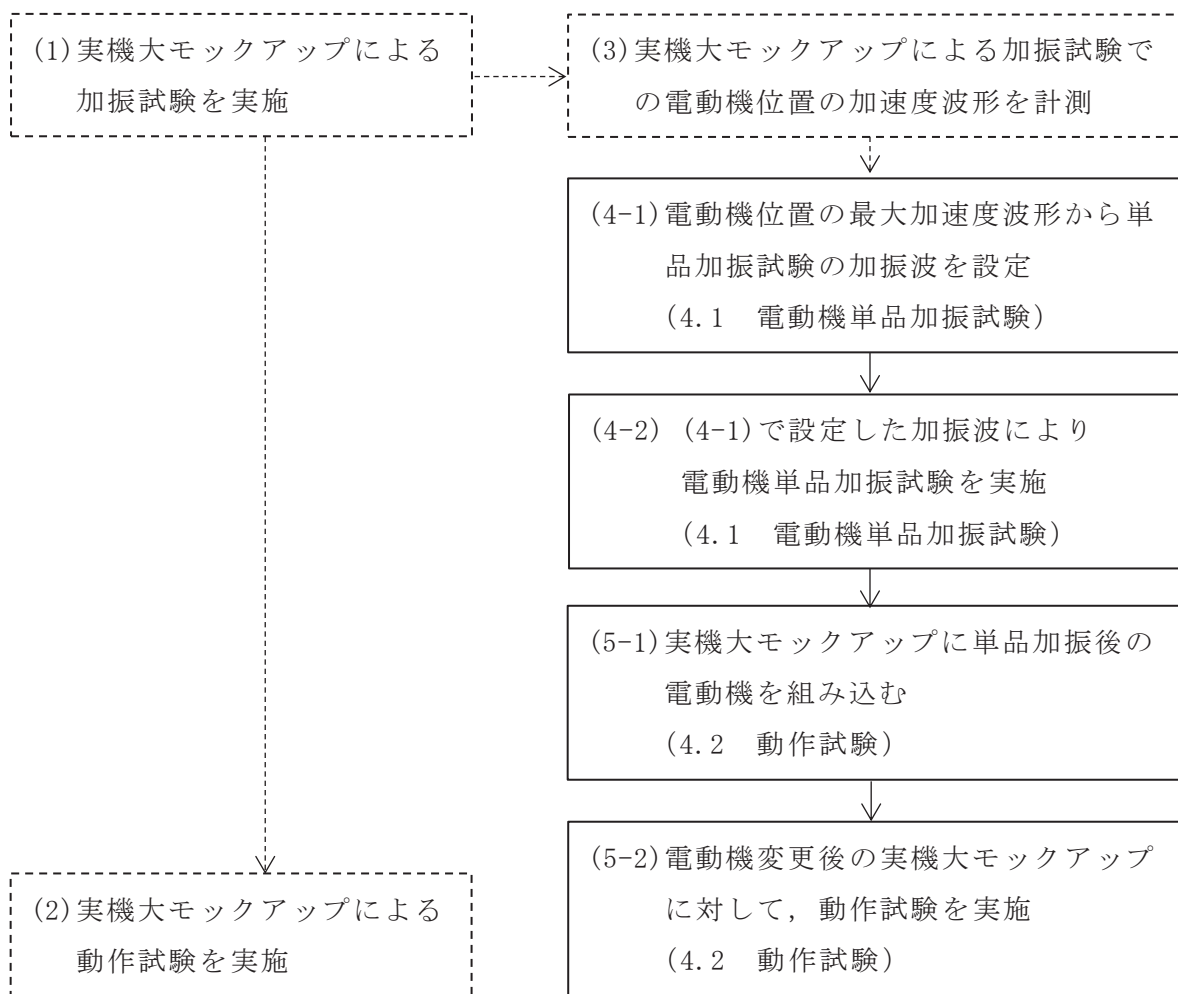 (1)実機大モックアップによる
加振試験を実施
(3)実機大モックアップによる加振試験で
の電動機位置の加速度波形を計測
(4-1)電動機位置の最大加速度波形から単
品加振試験の加振波を設定
(4.1　電動機単品加振試験)
(4-2) (4-1)で設定した加振波により
電動機単品加振試験を実施
(4.1　電動機単品加振試験)
(5-1)実機大モックアップに単品加振後の
電動機を組み込む
(4.2　動作試験)
(2)実機大モックアップによる
動作試験を実施
(5-2)電動機変更後の実機大モックアップ
に対して，動作試験を実施
(4.2　動作試験)